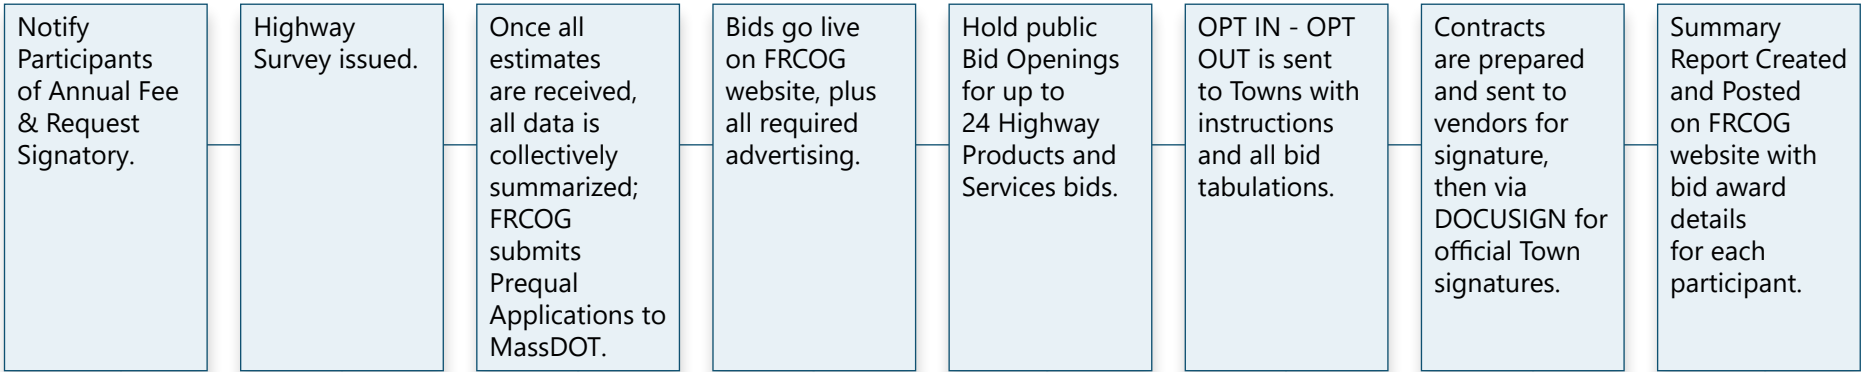 Notify
Participants
of Annual Fee
& Request
Signatory.
Highway
Survey issued.
Once all
estimates
are received,
all data is
collectively
summarized;
FRCOG
submits
Prequal
Applications to
MassDOT.
Bids go live
on FRCOG
website, plus
all required
advertising.
Hold public
Bid Openings
for up to
24 Highway
Products and
Services bids.
OPT IN - OPT
OUT is sent
to Towns with
instructions
and all bid
tabulations.
Contracts
are prepared
and sent to
vendors for
signature,
then via
DOCUSIGN for
official Town
signatures.
Summary
Report Created
and Posted
on FRCOG
website with
bid award
details
for each
participant.